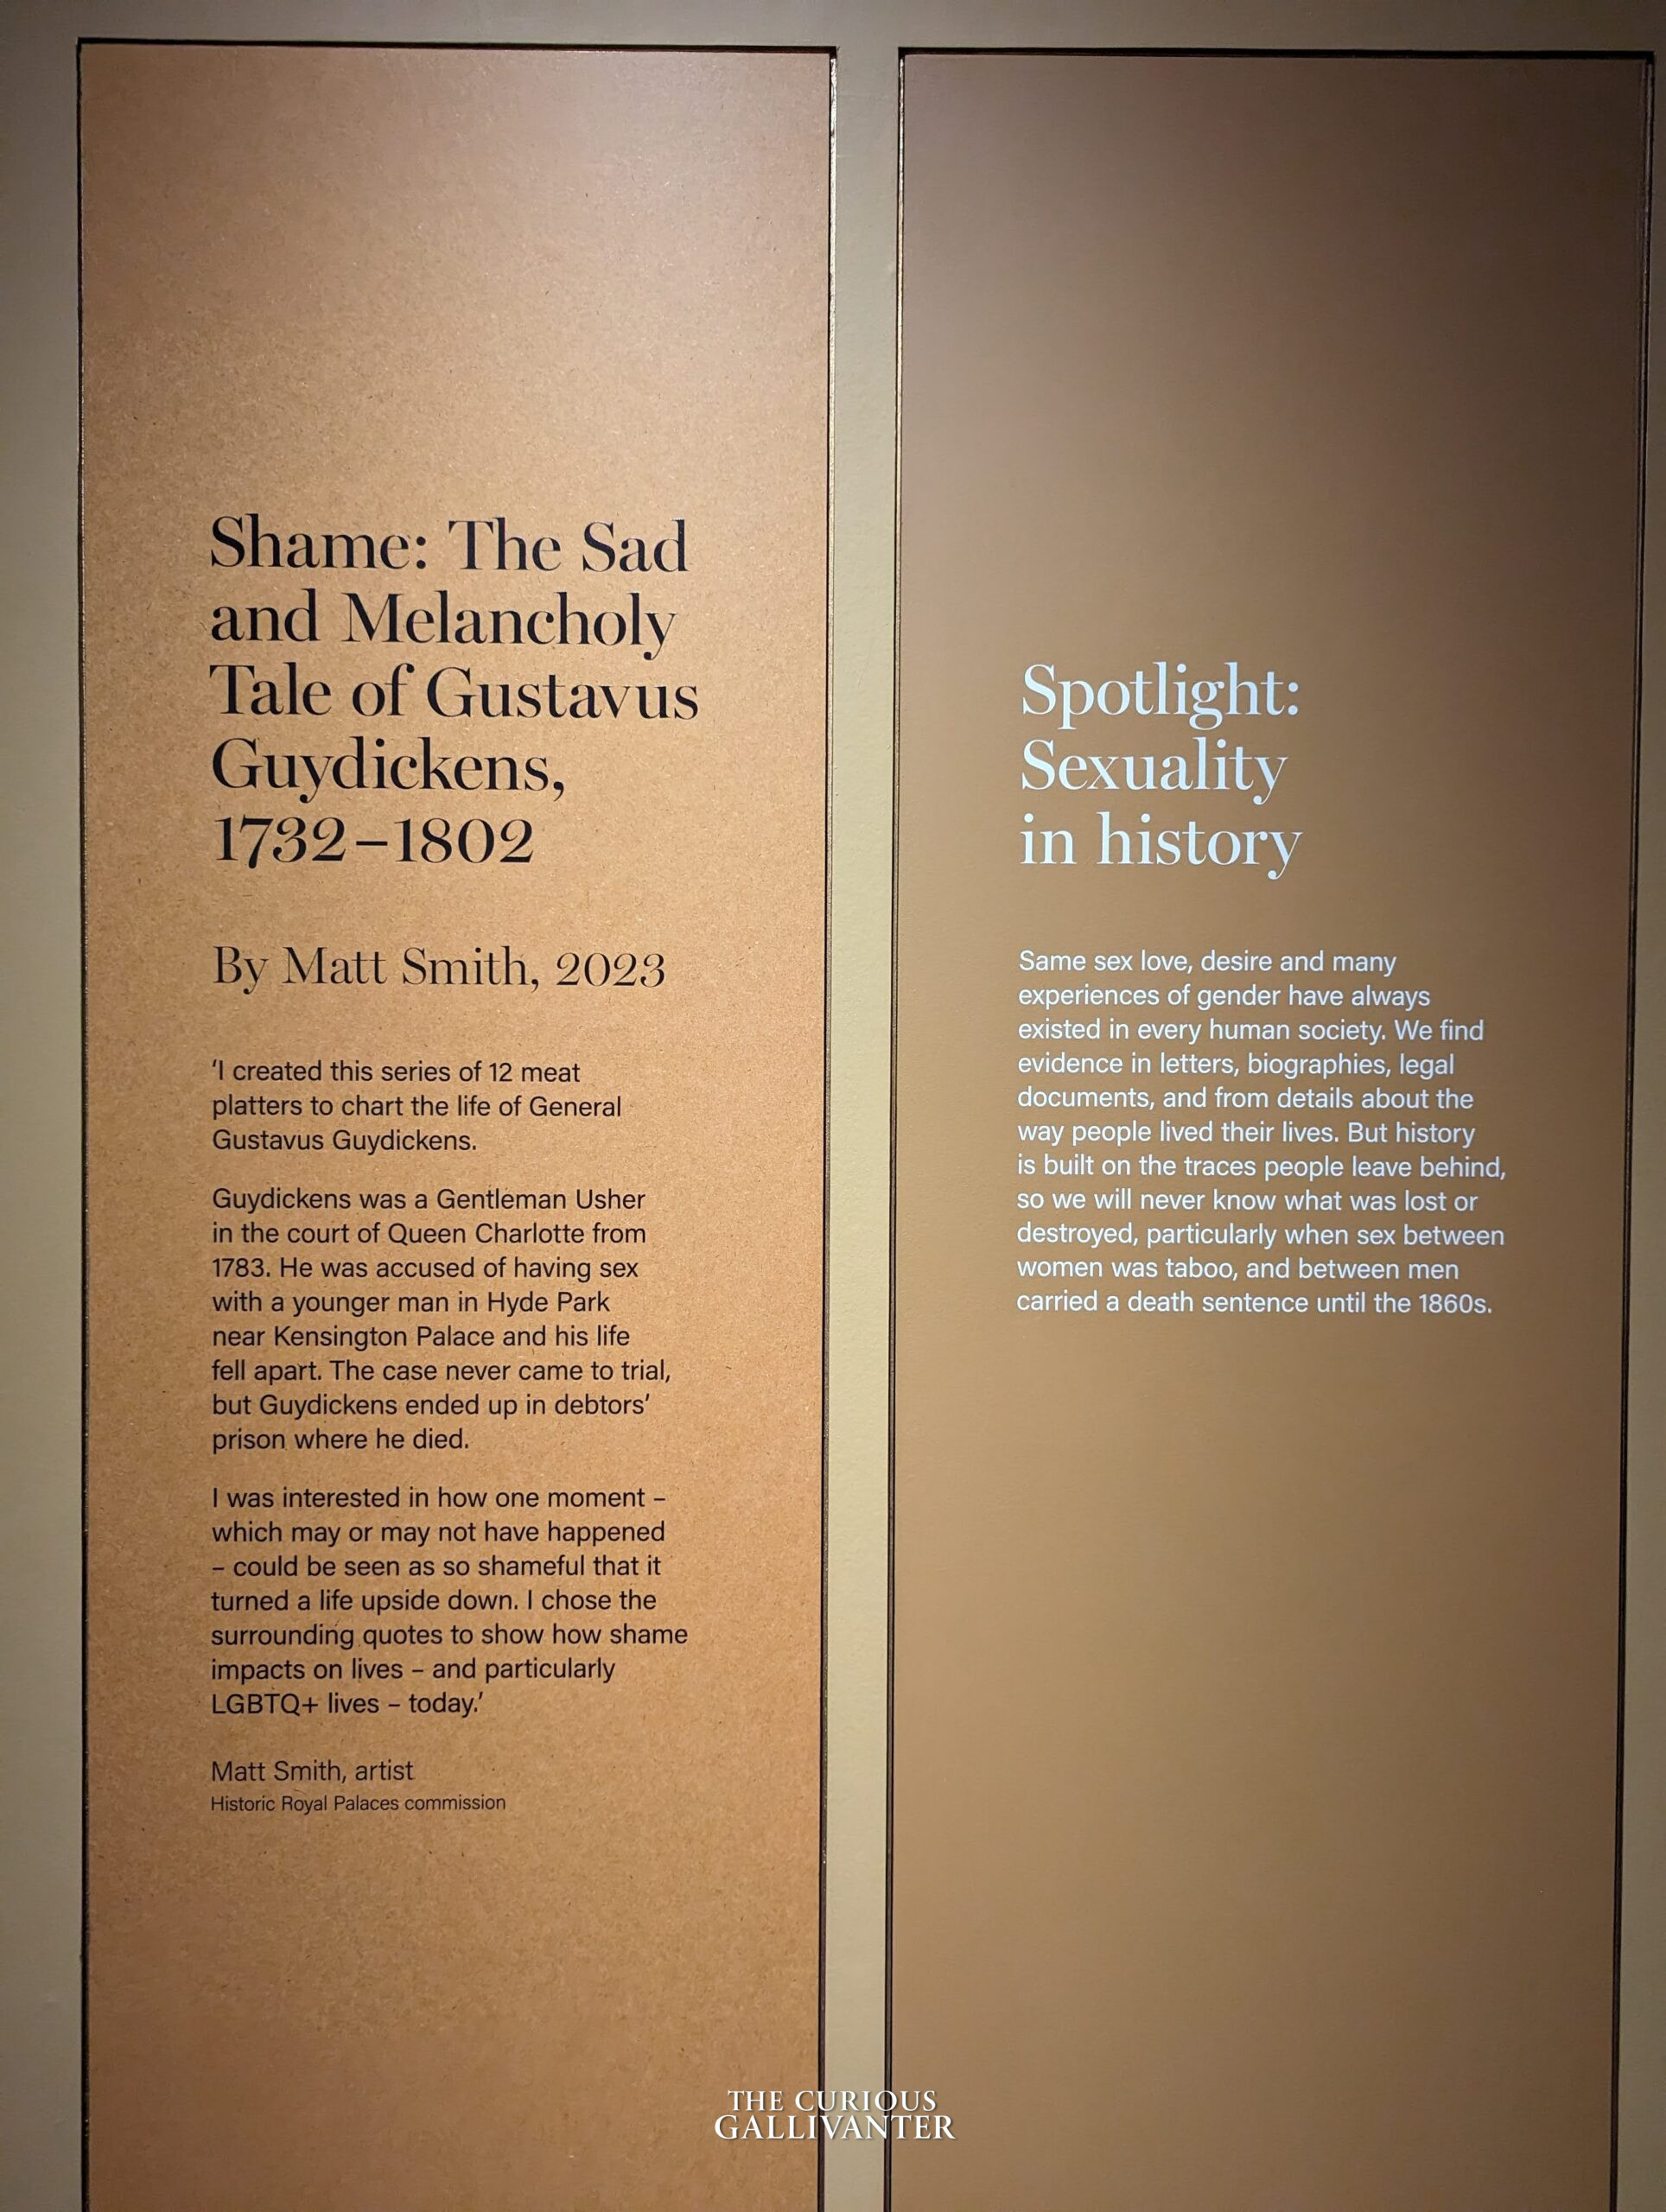 Shame: The Sad
and Melancholy
Tale of Gustavus
Guydickens,
1732–1802
By Matt Smith, 2023
‘I created this series of 12 meat
platters to chart the life of General
Gustavus Guydickens.
Guydickens was a Gentleman Usher
in the court of Queen Charlotte from
1783. He was accused of having sex
with a younger man in Hyde Park
near Kensington Palace and his life
fell apart. The case never came to trial,
but Guydickens ended up in debtors’
prison where he died.
I was interested in how one moment –
which may or may not have happened
– could be seen as so shameful that it
turned a life upside down. I chose the
surrounding quotes to show how shame
impacts on lives – and particularly
LGBTQ+ lives – today.’
Matt Smith, artist
Historic Royal Palaces commission
Spotlight:
Sexuality
in history
Same sex love, desire and many
experiences of gender have always
existed in every human society. We find
evidence in letters, biographies, legal
documents, and from details about the
way people lived their lives. But history
is built on the traces people leave behind,
so we will never know what was lost or
destroyed, particularly when sex between
women was taboo, and between men
carried a death sentence until the 1860s.
THE CURIOUS
GALLIVANTER